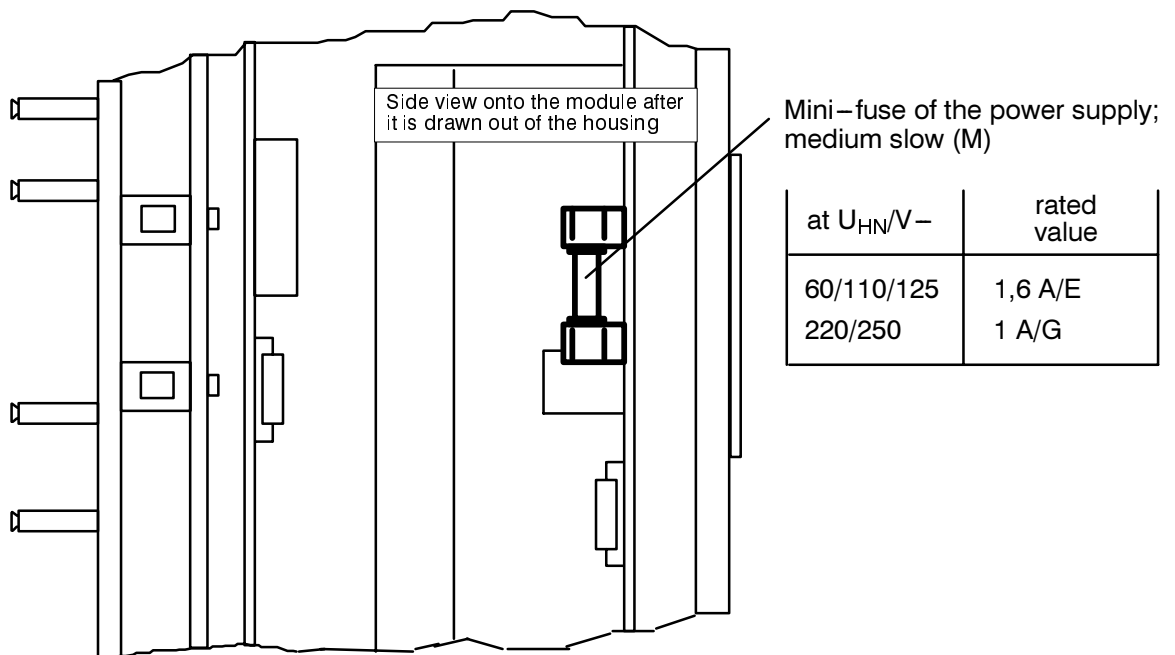 Side view onto the module after
it is drawn out of the housing
Mini–fuse of the power supply;
medium slow (M)
at UHN/V– rated value
60/110/125 1,6 A/E
220/250 1 A/G